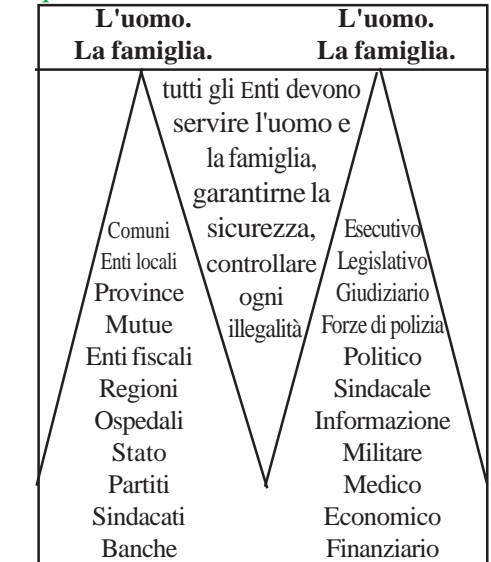 L'uomo.
La famiglia.
L'uomo.
La famiglia.
tutti gli Enti devono
servire l'uomo e
la famiglia,
garantirne la
sicurezza,
controllare
ogni
illegalità
Comuni
Enti locali
Province
Mutue
Enti fiscali
Regioni
Ospedali
Stato
Partiti
Sindacati
Banche
Esecutivo
Legislativo
Giudiziario
Forze di polizia
Politico
Sindacale
Informazione
Militare
Medico
Economico
Finanziario